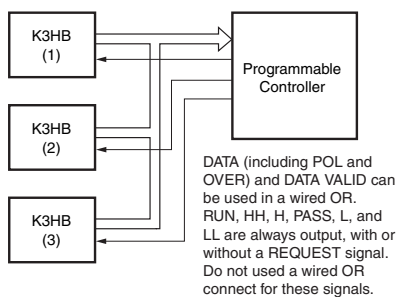 K3HB
(1)
K3HB
(2)
K3HB
(3)
Programmable
Controller
DATA (including POL and
OVER) and DATA VALID can
be used in a wired OR.
RUN, HH, H, PASS, L, and
LL are always output, with or
without a REQUEST signal.
Do not used a wired OR
connect for these signals.